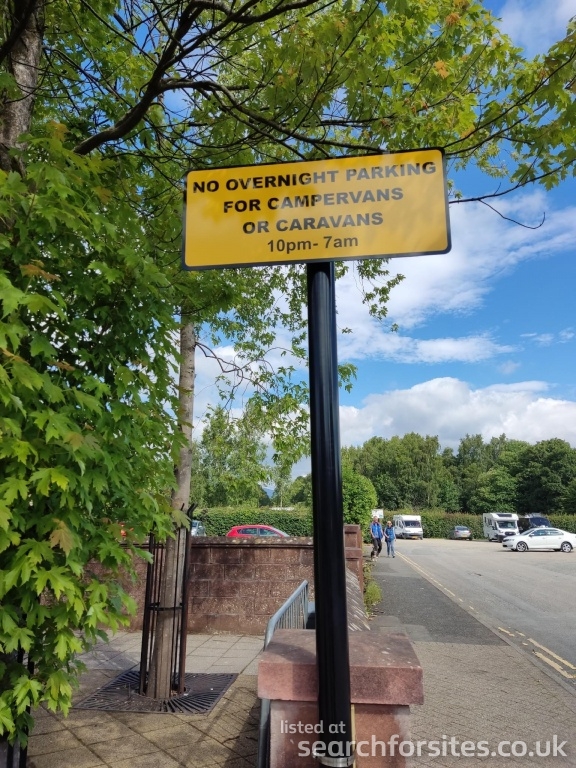 NO OVERNIGHT PARKING
FOR CAMPERVANS
OR CARAVANS
10pm- 7am
listed at
searchforsites.co.uk